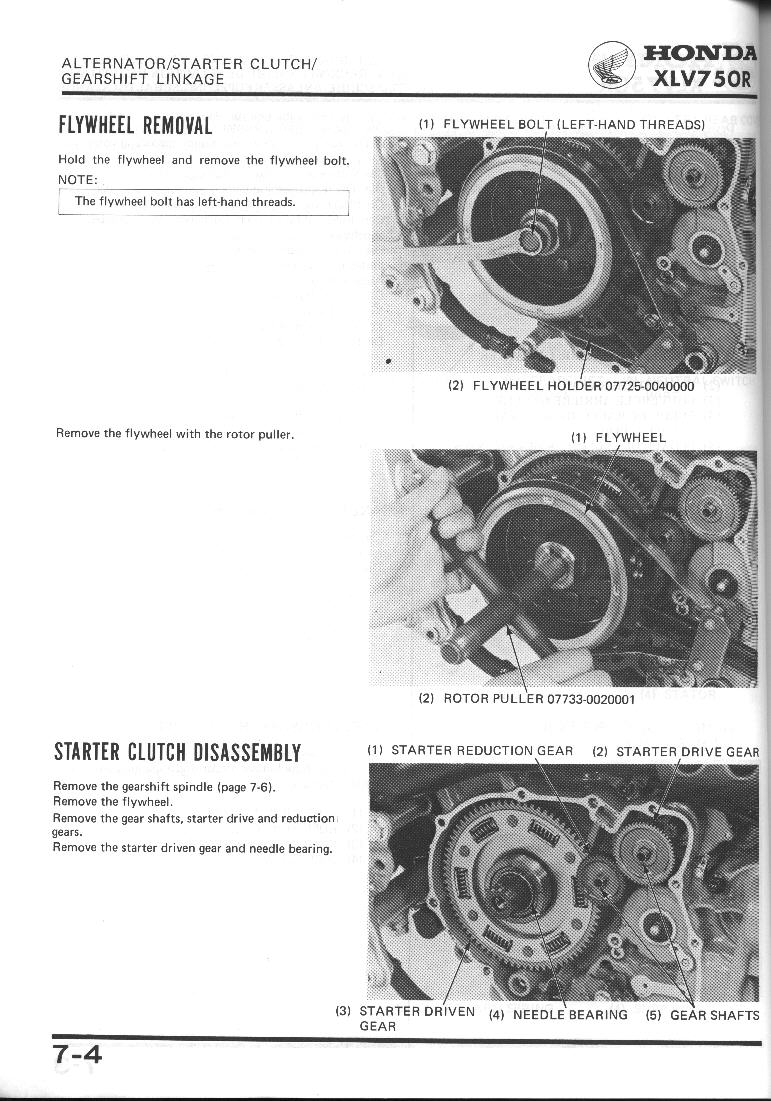 ALTERNATOR/STARTER CLUTCH/
GEARSHIFT LINKAGE
HONDA
XLV750R
FLYWHEEL REMOVAL
Hold the flywheel and remove the flywheel bolt.
NOTE:
The flywheel bolt has left-hand threads.
(1) FLYWHEEL BOLT (LEFT-HAND THREADS)
(2) FLYWHEEL HOLDER 07725-0040000
Remove the flywheel with the rotor puller.
(1) FLYWHEEL
(2) ROTOR PULLER 07733-0020001
STARTER CLUTCH DISASSEMBLY
Remove the gearshift spindle (page 7-6).
Remove the flywheel.
Remove the gear shafts, starter drive and reduction
gears.
Remove the starter driven gear and needle bearing.
(1) STARTER REDUCTION GEAR (2) STARTER DRIVE GEAR
(3) STARTER DRIVEN (4) NEEDLE BEARING (5) GEAR SHAFTS
GEAR
7-4